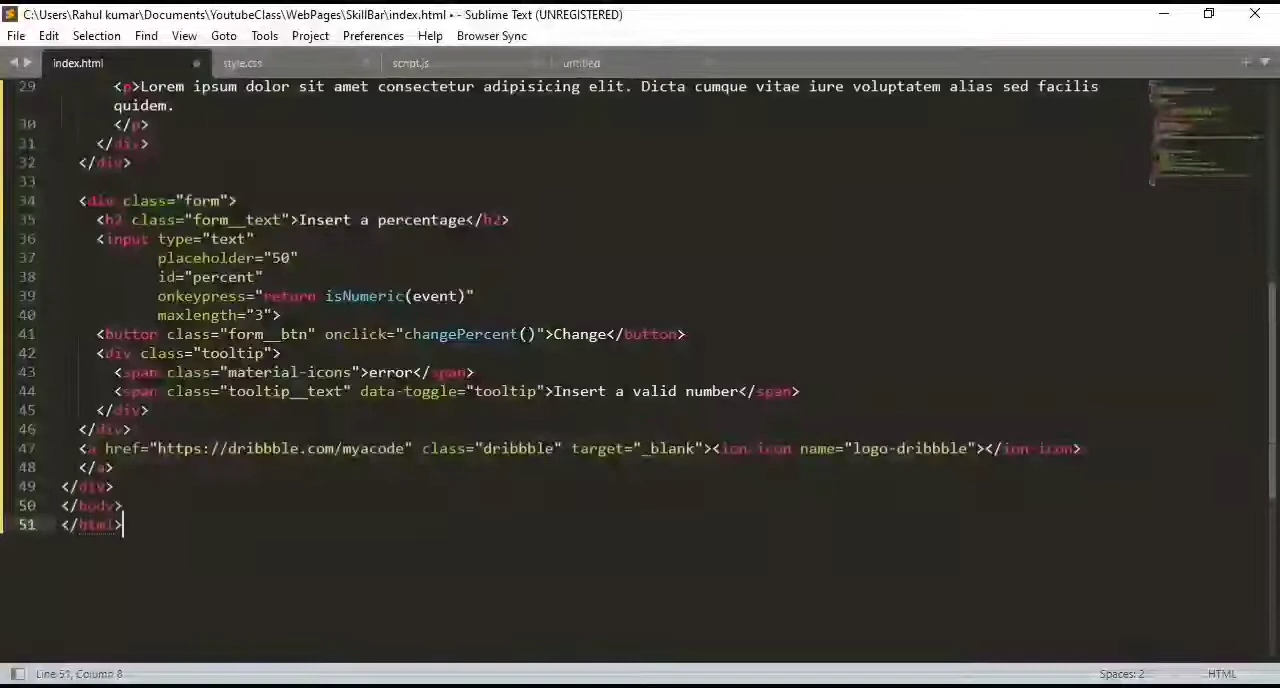 C:\Users\Rahul kumar\Documents\YoutubeClass\WebPages\SkillBar\index.html • - Sublime Text (UNREGISTERED)
File Edit Selection Find View Goto Tools Project Preferences Help Browser Sync
index.html style.css script.js untitled
29 <p>Lorem ipsum dolor sit amet consectetur adipisicing elit. Dicta cumque vitae iure voluptatem alias sed facilis
quidem.
30 </p>
31 </div>
32 </div>
33
34 <div class="form">
35 <h2 class="form__text">Insert a percentage</h2>
36 <input type="text"
37 placeholder="50"
38 id="percent"
39 onkeypress="return isNumeric(event)"
40 maxlength="3">
41 <button class="form__btn" onclick="changePercent()">Change</button>
42 <div class="tooltip">
43 <span class="material-icons">error</span>
44 <span class="tooltip__text" data-toggle="tooltip">Insert a valid number</span>
45 </div>
46 </div>
47 <a href="https://dribbble.com/myacode" class="dribbble" target="_blank"><ion-icon name="logo-dribbble"></ion-icon>
48 </a>
49 </div>
50 </body>
51 </html>
Line 51, Column 8 Spaces: 2 HTML